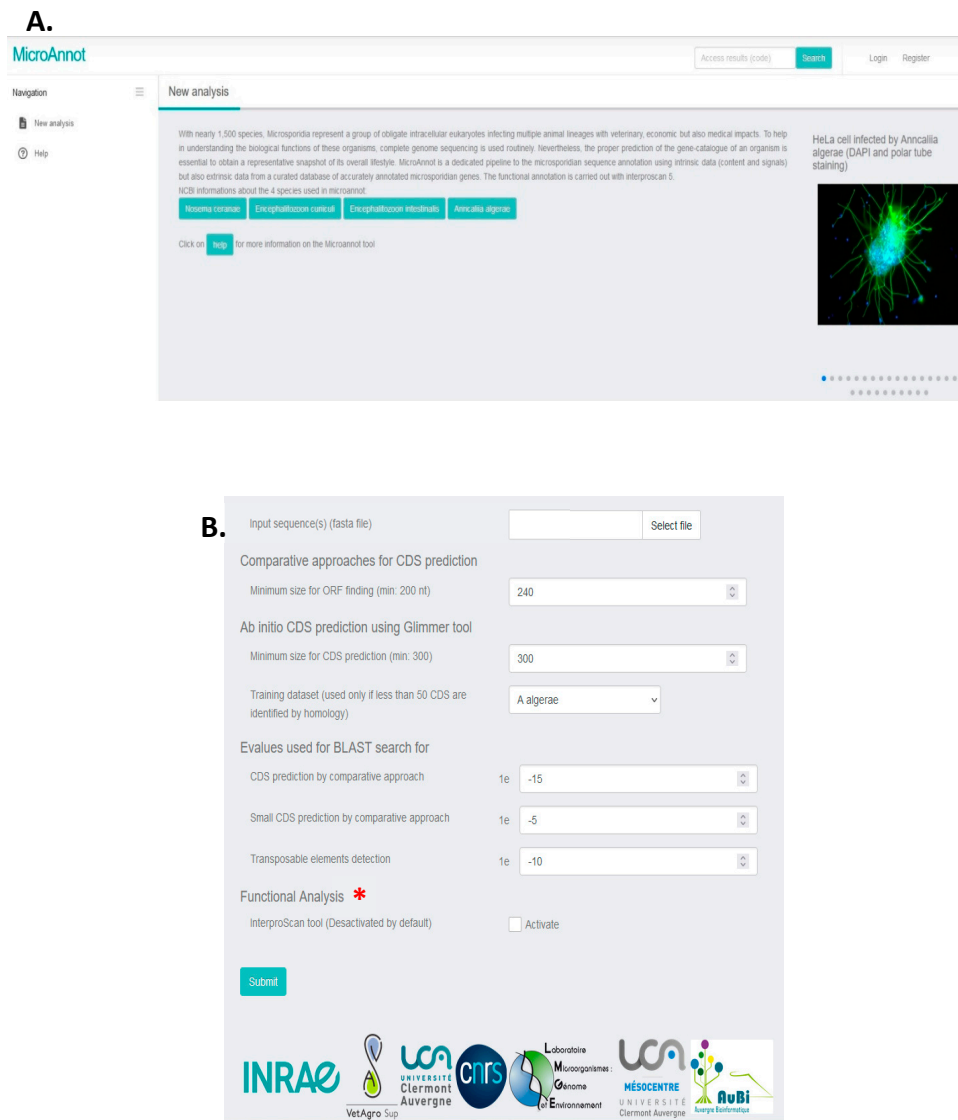 A.
MicroAnnot
Access results (code)
Search
Login
Register
Navigation
New analysis
New analysis
Help
With nearly 1,500 species, Microsporidia represent a group of obligate intracellular eukaryotes infecting multiple animal lineages with veterinary, economic but also medical impacts. To help
in understanding the biological functions of these organisms, complete genome sequencing is used routinely. Nevertheless, the proper prediction of the gene-catalogue of an organism is
essential to obtain a representative snapshot of its overall lifestyle. MicroAnnot is a dedicated pipeline to the microsporidian sequence annotation using intrinsic data (content and signals)
but also extrinsic data from a curated database of accurately annotated microsporidian genes. The functional annotation is carried out with interproscan 5.
NCBI informations about the 4 species used in microannot:
Nosema ceranae
Encephalitozoon cuniculi
Encephalitozoon intestinalis
Anncaliia algerae
Click on help for more information on the Microannot tool
HeLa cell infected by Anncaliia
algerae (DAPI and polar tube
staining)
B.
Input sequence(s) (fasta file)
Select file
Comparative approaches for CDS prediction
Minimum size for ORF finding (min: 200 nt)
240
Ab initio CDS prediction using Glimmer tool
Minimum size for CDS prediction (min: 300)
300
Training dataset (used only if less than 50 CDS are
identified by homology)
A algerae
Evalues used for BLAST search for
CDS prediction by comparative approach
1e
-15
Small CDS prediction by comparative approach
1e
-5
Transposable elements detection
1e
-10
Functional Analysis *
InterproScan tool (Desactivated by default)
Activate
Submit
INRAE
VetAgro Sup
UCA
UNIVERSITÉ
Clermont
Auvergne
cnrs
Laboratoire
Microorganismes :
Génome
et Environnement
UCA
MÉSOCENTRE
UNIVERSITÉ
Clermont Auvergne
AuBi
Auvergne Bioinformatique